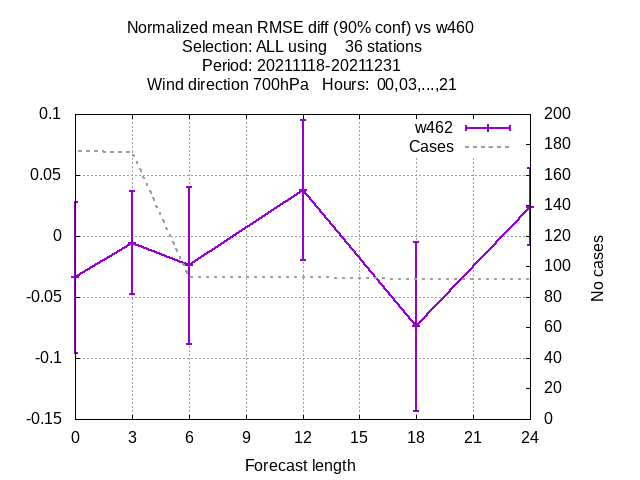 Normalized mean RMSE diff (90% conf) vs w460
Selection: ALL using    36 stations
Period: 20211118-20211231
Wind direction 700hPa   Hours:  00,03,...,21
w462
Cases
0.1
0.05
0
-0.05
-0.1
-0.15
200
180
160
140
120
100
80
60
40
20
0
No cases
0 3 6 9 12 15 18 21 24
Forecast length